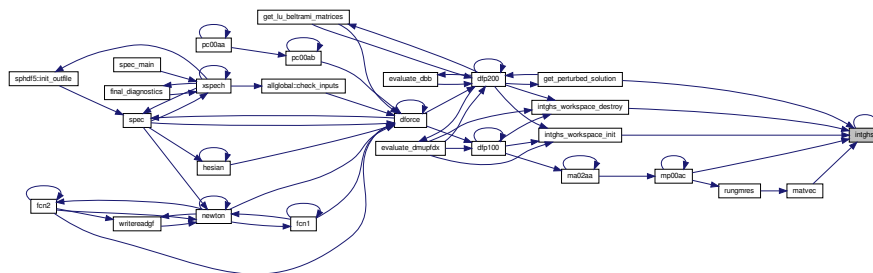 get_lu_beltrami_matrices
pc00aa
pc00ab
spec_main
sphdf5::init_outfile
xspech
evaluate_dbb
dfp200
get_perturbed_solution
final_diagnostics
allglobal::check_inputs
intghs_workspace_destroy
spec
dforce
intghs_workspace_init
intghs
evaluate_dmupfdx
dfp100
hesian
ma02aa
mp00ac
rungmres
matvec
fcn2
newton
writereadgf
fcn1